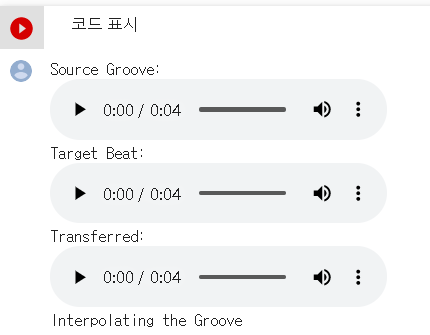 코드 표시
Source Groove:
0:00 / 0:04
Target Beat:
0:00 / 0:04
Transferred:
0:00 / 0:04
Interpolating the Groove